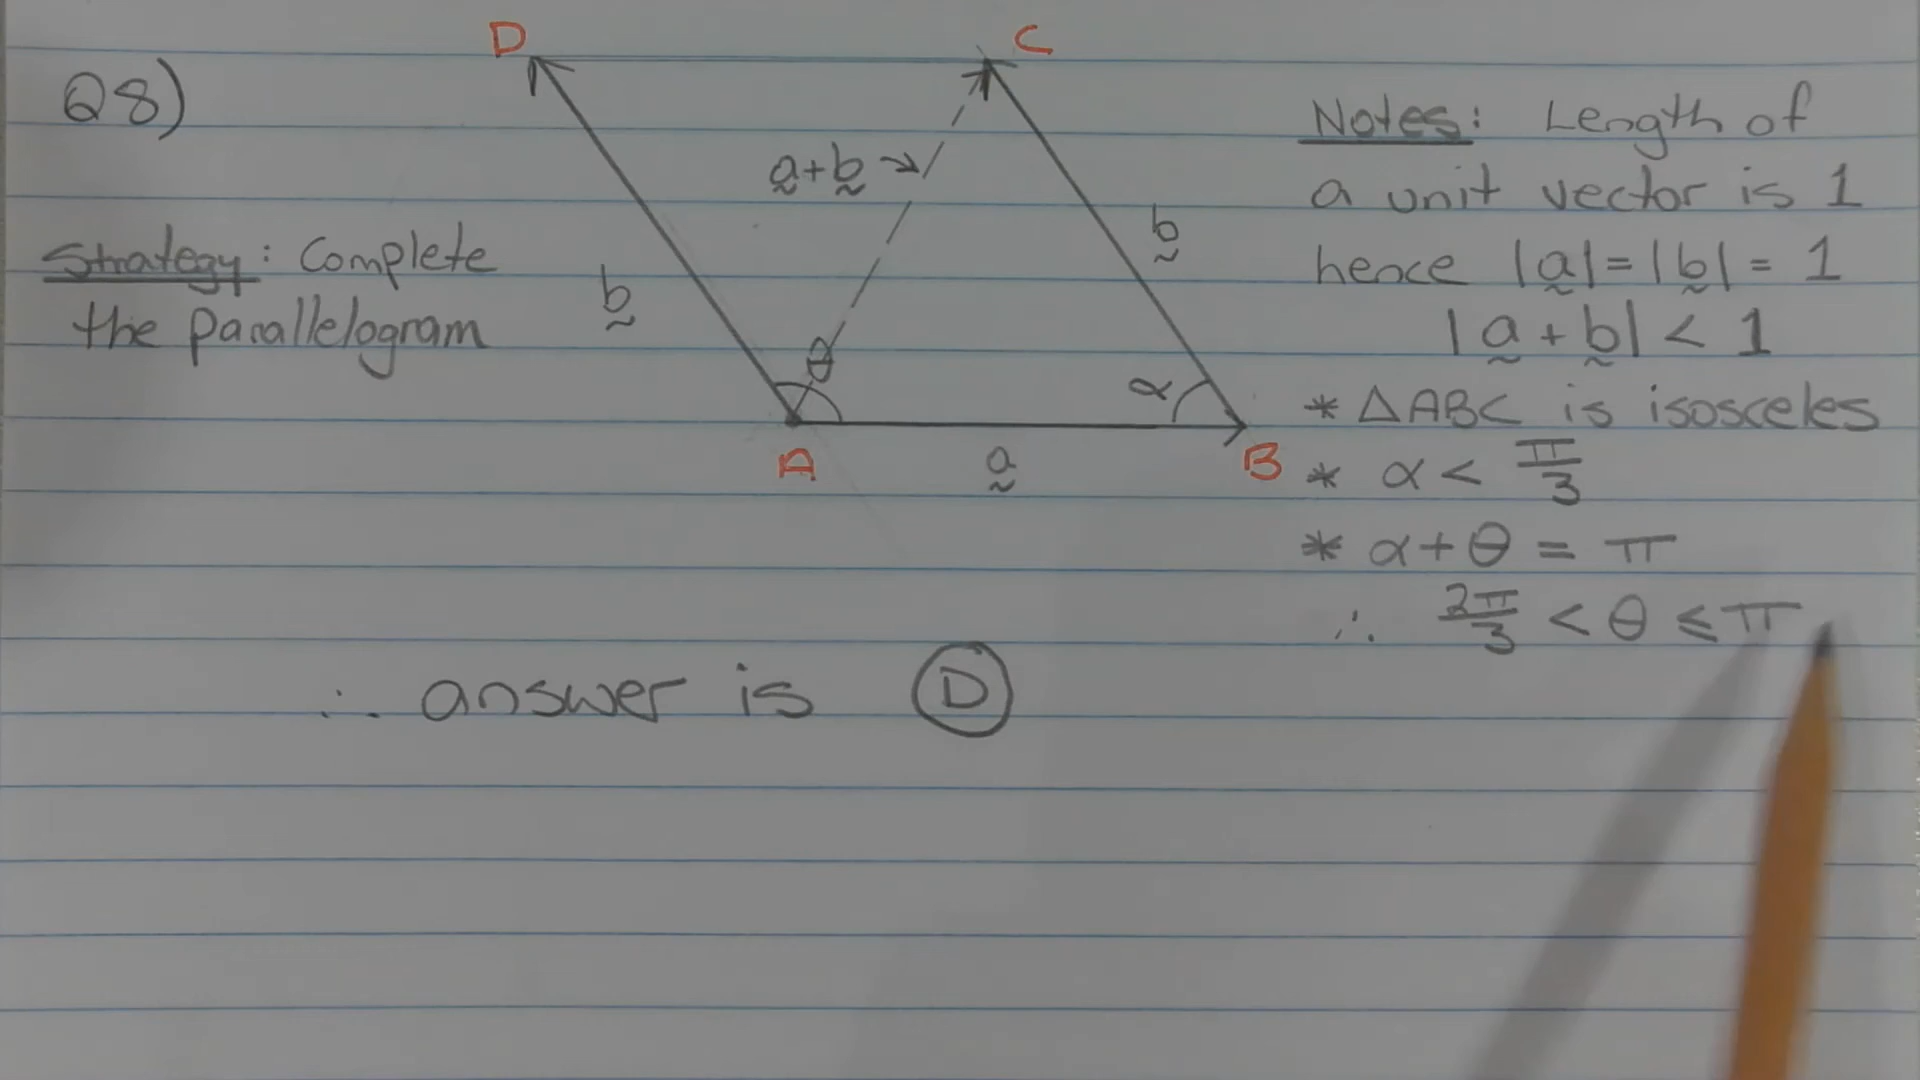 Q8)
Strategy: Complete
the parallelogram
D
C
a+b
b
b
θ
α
A
a
B
Notes: Length of
a unit vector is 1
hence |a|=|b| = 1
|a + b| < 1
* △ABC is isosceles
* α < π/3
* α+θ = π
∴ 2π/3 < θ ≤ π
∴ answer is D